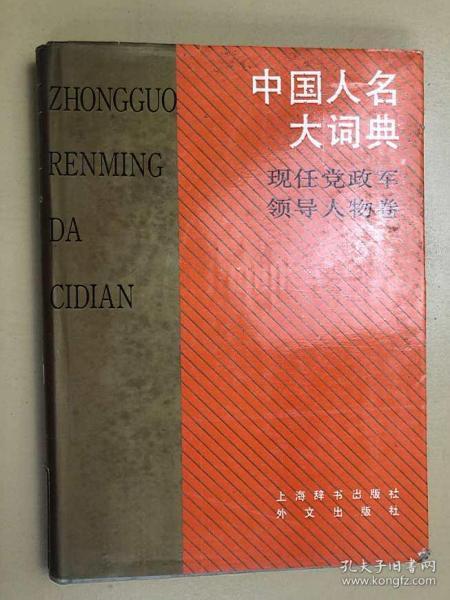 ZHONGGUO
RENMING
DA
CIDIAN
中国人名
大词典
现任党政军
领导人物卷
上海辞书出版社
外文出版社
孔夫子旧书网
www.kongfz.com